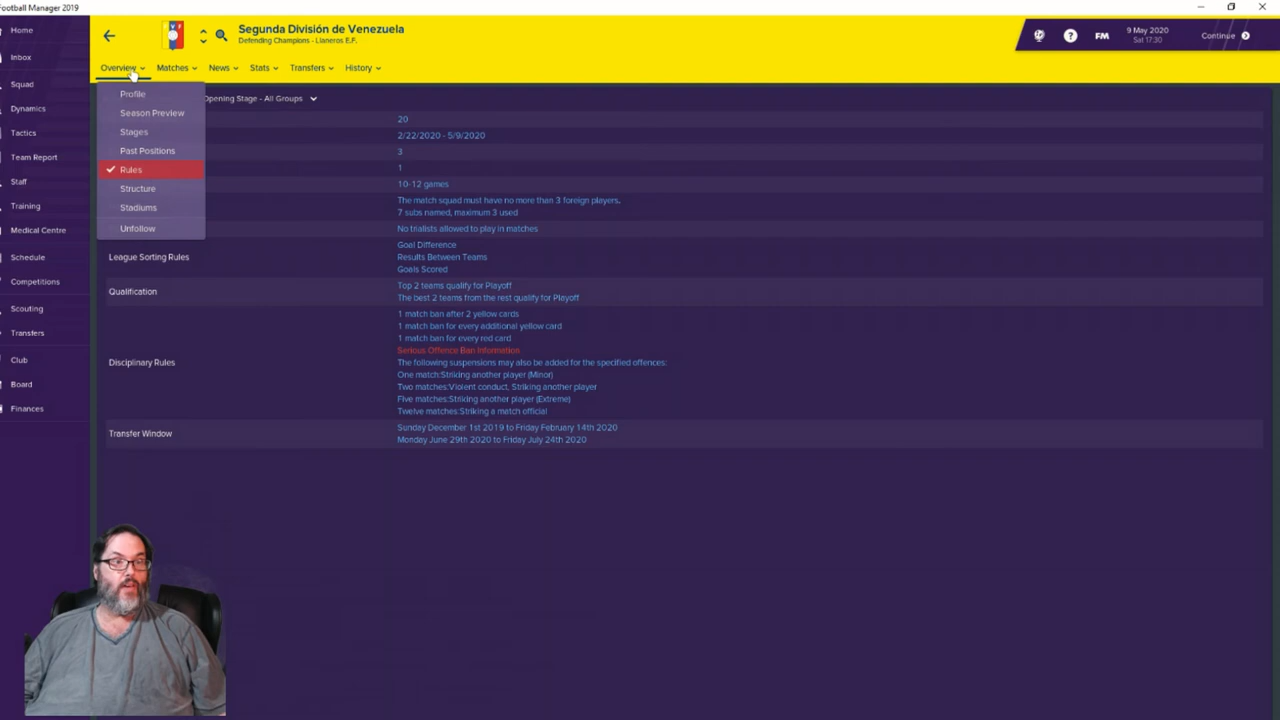 Football Manager 2019
Home
Inbox
Squad
Dynamics
Tactics
Team Report
Staff
Training
Medical Centre
Schedule
Competitions
Scouting
Transfers
Club
Board
Finances
Segunda División de Venezuela
Defending Champions - Llaneros E.F.
FM
9 May 2020
Sat 17:30
Continue
Overview
Matches
News
Stats
Transfers
History
Profile
Season Preview
Stages
Past Positions
Rules
Structure
Stadiums
Unfollow
Opening Stage - All Groups
20
2/22/2020 - 5/9/2020
3
1
10-12 games
The match squad must have no more than 3 foreign players.
7 subs named, maximum 3 used
No trialists allowed to play in matches
League Sorting Rules
Goal Difference
Results Between Teams
Goals Scored
Qualification
Top 2 teams qualify for Playoff
The best 2 teams from the rest qualify for Playoff
Disciplinary Rules
1 match ban after 2 yellow cards
1 match ban for every additional yellow card
1 match ban for every red card
Serious Offence Ban Information
The following suspensions may also be added for the specified offences:
One match:Striking another player (Minor)
Two matches:Violent conduct, Striking another player
Five matches:Striking another player (Extreme)
Twelve matches:Striking a match official
Transfer Window
Sunday December 1st 2019 to Friday February 14th 2020
Monday June 29th 2020 to Friday July 24th 2020